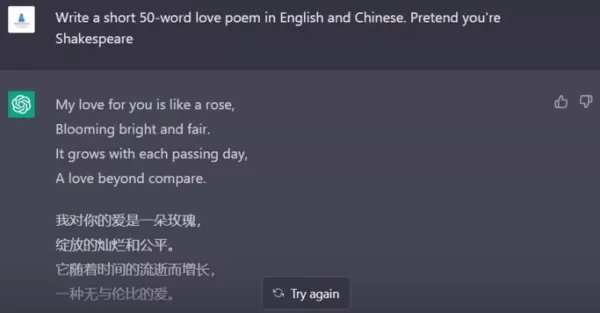 Write a short 50-word love poem in English and Chinese. Pretend you're
Shakespeare
My love for you is like a rose,
Blooming bright and fair.
It grows with each passing day,
A love beyond compare.
我对你的爱是一朵玫瑰，
绽放的灿烂和公平。
它随着时间的流逝而增长，
一种无与伦比的爱。
Try again